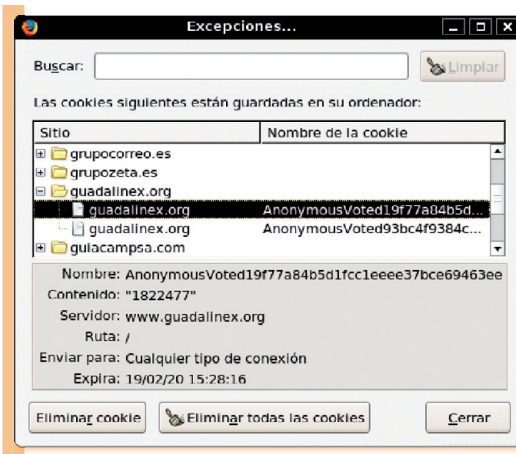 Excepciones...
Buscar:
Limpiar
Las cookies siguientes están guardadas en su ordenador:
Sitio Nombre de la cookie
grupocorreo.es
grupozeta.es
guadalinex.org
guadalinex.org AnonymousVoted19f77a84b5d...
guadalinex.org AnonymousVoted93bc4f9384c...
guiacampsa.com
Nombre: AnonymousVoted19f77a84b5d1fcc1eeee37bce69463ee
Contenido: "1822477"
Servidor: www.guadalinex.org
Ruta: /
Enviar para: Cualquier tipo de conexión
Expira: 19/02/20 15:28:16
Eliminar cookie
Eliminar todas las cookies
Cerrar